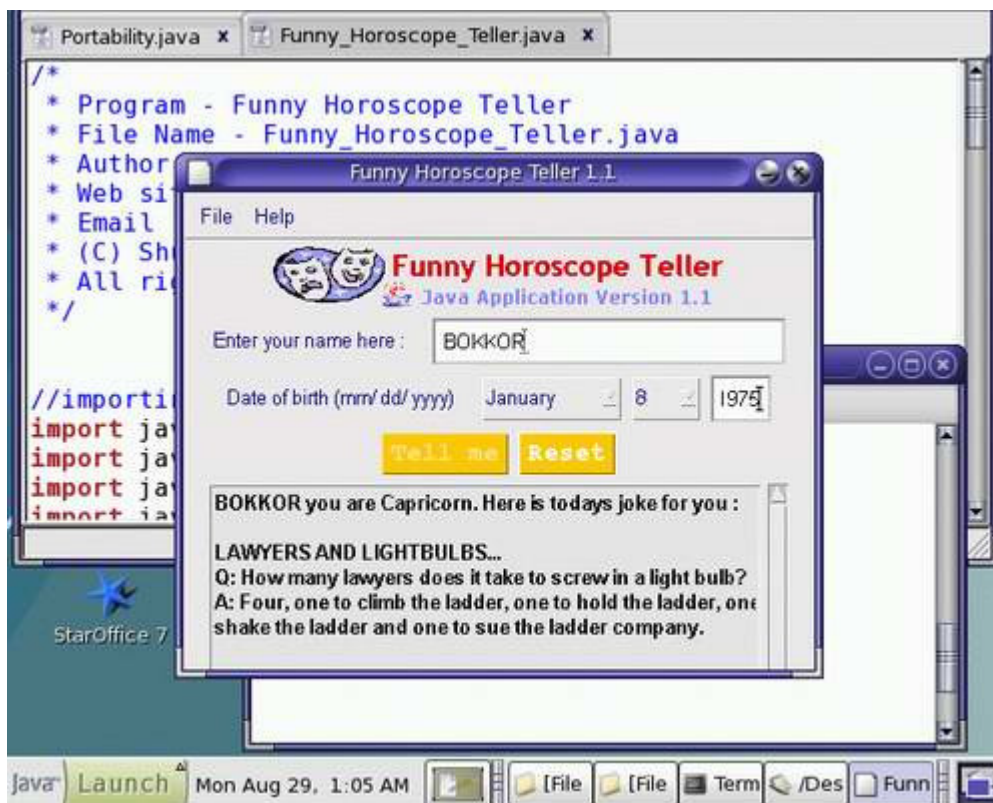 Portability.java x Funny_Horoscope_Teller.java x
/*
* Program - Funny Horoscope Teller
* File Name - Funny_Horoscope_Teller.java
* Author
* Web si
* Email
* (C) Sh
* All ri
*/
//importi
import ja
import ja
import ja
import ja
Funny Horoscope Teller 1.1
File Help
Funny Horoscope Teller
Java Application Version 1.1
Enter your name here : BOKKOR
Date of birth (mm/ dd/ yyyy) January 8 1975
Tell me Reset
BOKKOR you are Capricorn. Here is todays joke for you :
LAWYERS AND LIGHTBULBS...
Q: How many lawyers does it take to screw in a light bulb?
A: Four, one to climb the ladder, one to hold the ladder, one
shake the ladder and one to sue the ladder company.
StarOffice 7
Java Launch Mon Aug 29, 1:05 AM [File [File Term /Des Funn